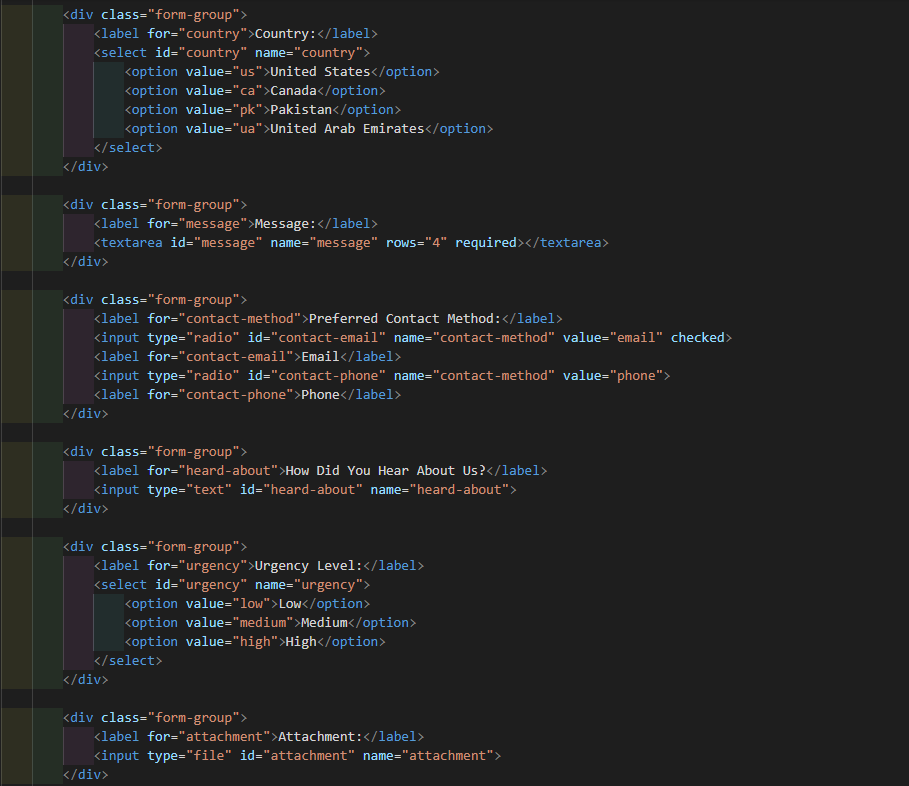 <div class="form-group">
<label for="country">Country:</label>
<select id="country" name="country">
<option value="us">United States</option>
<option value="ca">Canada</option>
<option value="pk">Pakistan</option>
<option value="ua">United Arab Emirates</option>
</select>
</div>
<div class="form-group">
<label for="message">Message:</label>
<textarea id="message" name="message" rows="4" required></textarea>
</div>
<div class="form-group">
<label for="contact-method">Preferred Contact Method:</label>
<input type="radio" id="contact-email" name="contact-method" value="email" checked>
<label for="contact-email">Email</label>
<input type="radio" id="contact-phone" name="contact-method" value="phone">
<label for="contact-phone">Phone</label>
</div>
<div class="form-group">
<label for="heard-about">How Did You Hear About Us?</label>
<input type="text" id="heard-about" name="heard-about">
</div>
<div class="form-group">
<label for="urgency">Urgency Level:</label>
<select id="urgency" name="urgency">
<option value="low">Low</option>
<option value="medium">Medium</option>
<option value="high">High</option>
</select>
</div>
<div class="form-group">
<label for="attachment">Attachment:</label>
<input type="file" id="attachment" name="attachment">
</div>